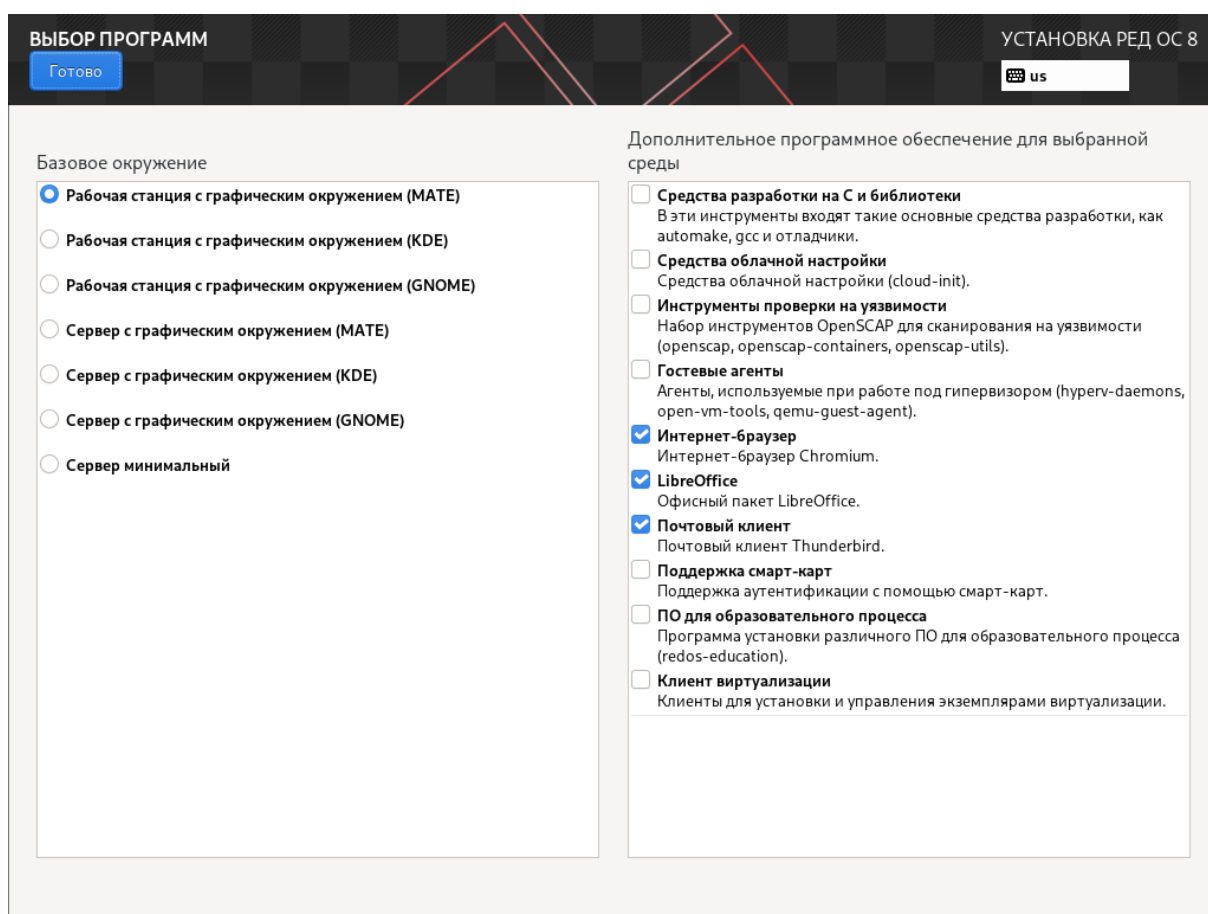 ВЫБОР ПРОГРАММ
Готово
УСТАНОВКА РЕД ОС 8
us
Базовое окружение
Рабочая станция с графическим окружением (MATE)
Рабочая станция с графическим окружением (KDE)
Рабочая станция с графическим окружением (GNOME)
Сервер с графическим окружением (MATE)
Сервер с графическим окружением (KDE)
Сервер с графическим окружением (GNOME)
Сервер минимальный
Дополнительное программное обеспечение для выбранной
среды
Средства разработки на C и библиотеки
В эти инструменты входят такие основные средства разработки, как
automake, gcc и отладчики.
Средства облачной настройки
Средства облачной настройки (cloud-init).
Инструменты проверки на уязвимости
Набор инструментов OpenSCAP для сканирования на уязвимости
(openscap, openscap-containers, openscap-utils).
Гостевые агенты
Агенты, используемые при работе под гипервизором (hyperv-daemons,
open-vm-tools, qemu-guest-agent).
Интернет-браузер
Интернет-браузер Chromium.
LibreOffice
Офисный пакет LibreOffice.
Почтовый клиент
Почтовый клиент Thunderbird.
Поддержка смарт-карт
Поддержка аутентификации с помощью смарт-карт.
ПО для образовательного процесса
Программа установки различного ПО для образовательного процесса
(redos-education).
Клиент виртуализации
Клиенты для установки и управления экземплярами виртуализации.